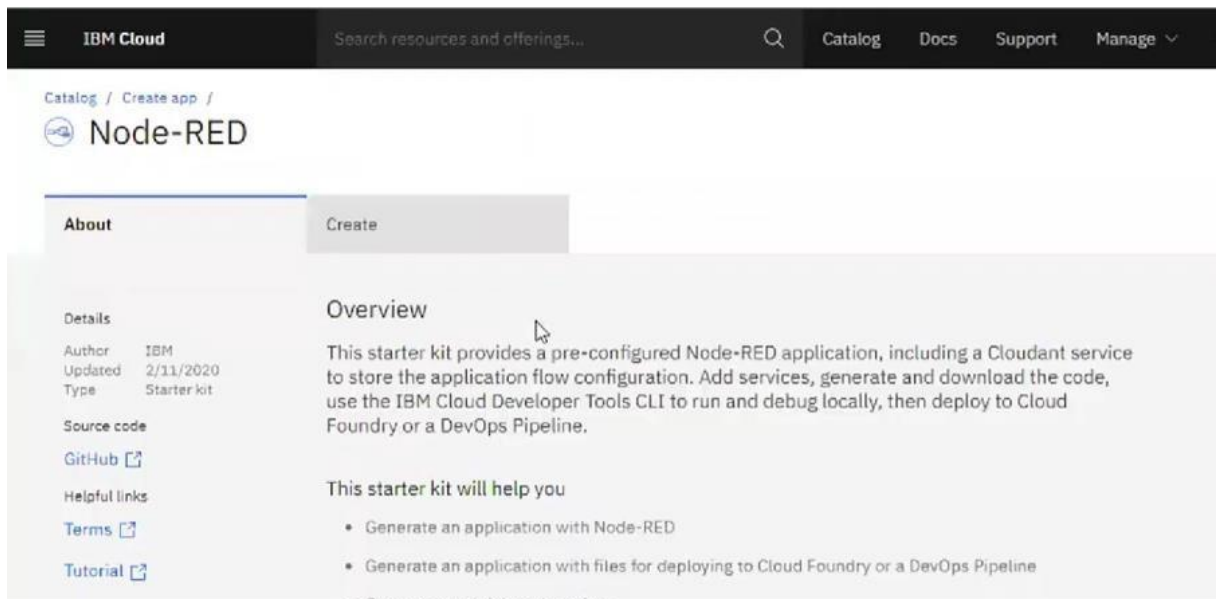 IBM Cloud
Search resources and offerings...
Catalog
Docs
Support
Manage
Catalog / Create app /
Node-RED
About
Create
Details
Author IBM
Updated 2/11/2020
Type Starter kit
Source code
GitHub
Helpful links
Terms
Tutorial
Overview
This starter kit provides a pre-configured Node-RED application, including a Cloudant service
to store the application flow configuration. Add services, generate and download the code,
use the IBM Cloud Developer Tools CLI to run and debug locally, then deploy to Cloud
Foundry or a DevOps Pipeline.
This starter kit will help you
• Generate an application with Node-RED
• Generate an application with files for deploying to Cloud Foundry or a DevOps Pipeline